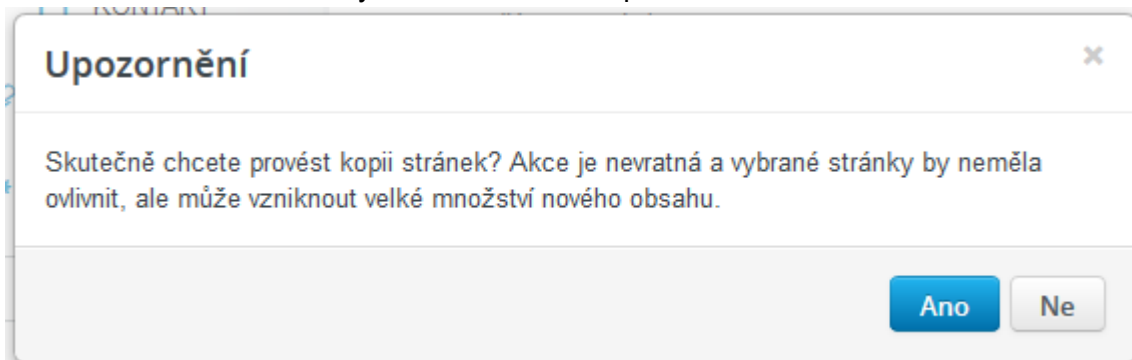 KONTAKT
Upozornění
×
Skutečně chcete provést kopii stránek? Akce je nevratná a vybrané stránky by neměla
ovlivnit, ale může vzniknout velké množství nového obsahu.
Ano
Ne